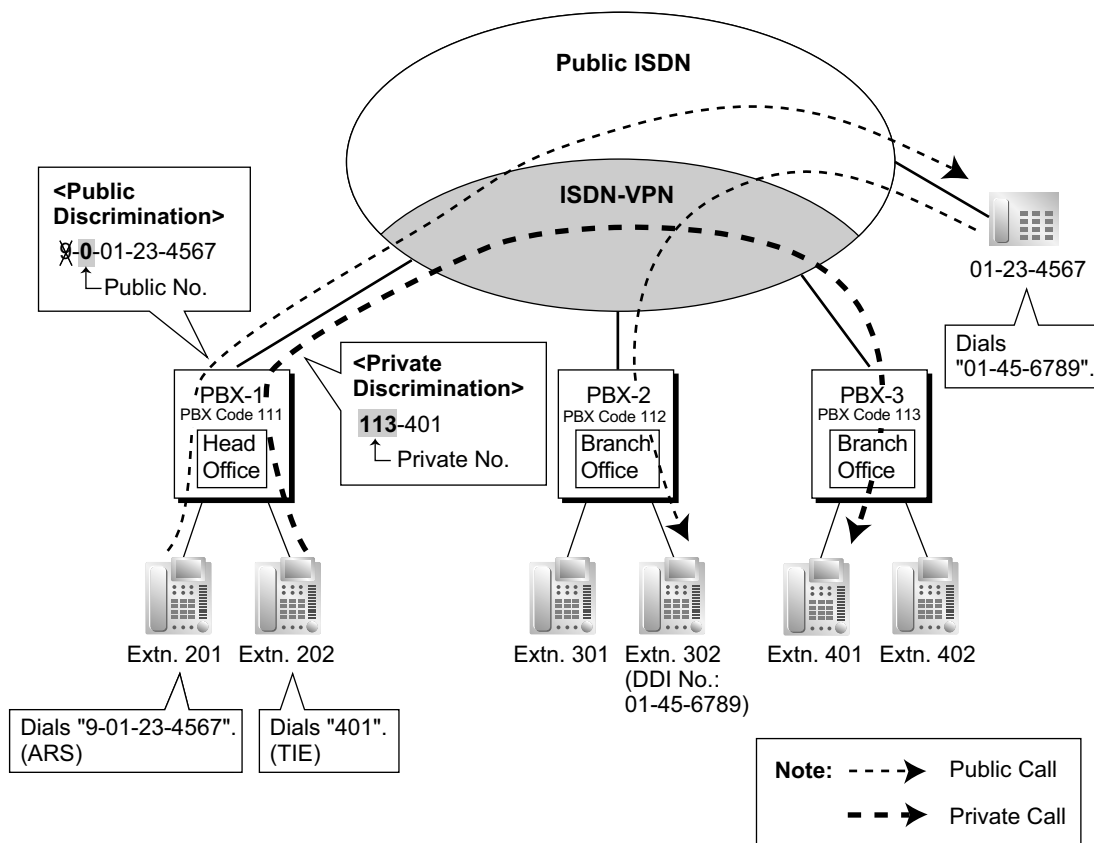 Public ISDN
ISDN-VPN
<Public
Discrimination>
9-0-01-23-4567
Public No.
01-23-4567
Dials
"01-45-6789".
<Private
Discrimination>
113-401
Private No.
PBX-1
PBX Code 111
Head
Office
PBX-2
PBX Code 112
Branch
Office
PBX-3
PBX Code 113
Branch
Office
Extn. 201
Extn. 202
Extn. 301
Extn. 302
(DDI No.:
01-45-6789)
Extn. 401
Extn. 402
Dials "9-01-23-4567".
(ARS)
Dials "401".
(TIE)
Note:
Public Call
Private Call